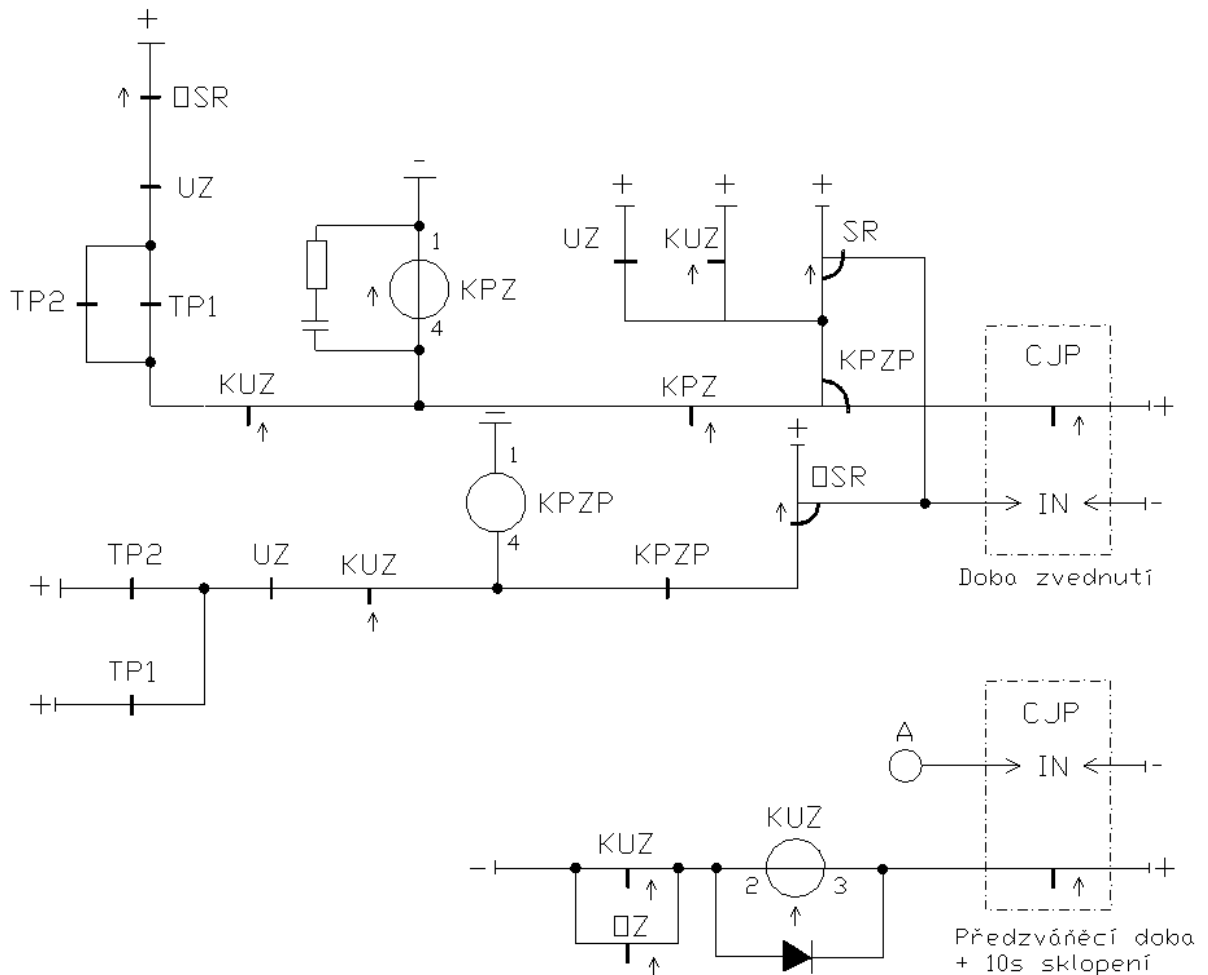 +
OSR
UZ
TP2
TP1
KUZ
-
1
KPZ
4
+
+
+
UZ
KUZ
SR
KPZP
KPZ
CJP
+
1
KPZP
4
+
OSR
IN
-
Doba zvednutí
+
TP2
UZ
KUZ
KPZP
+
TP1
CJP
A
IN
-
KUZ
KUZ
-
2
3
+
OZ
Předzváňěcí doba
+ 10s sklopení